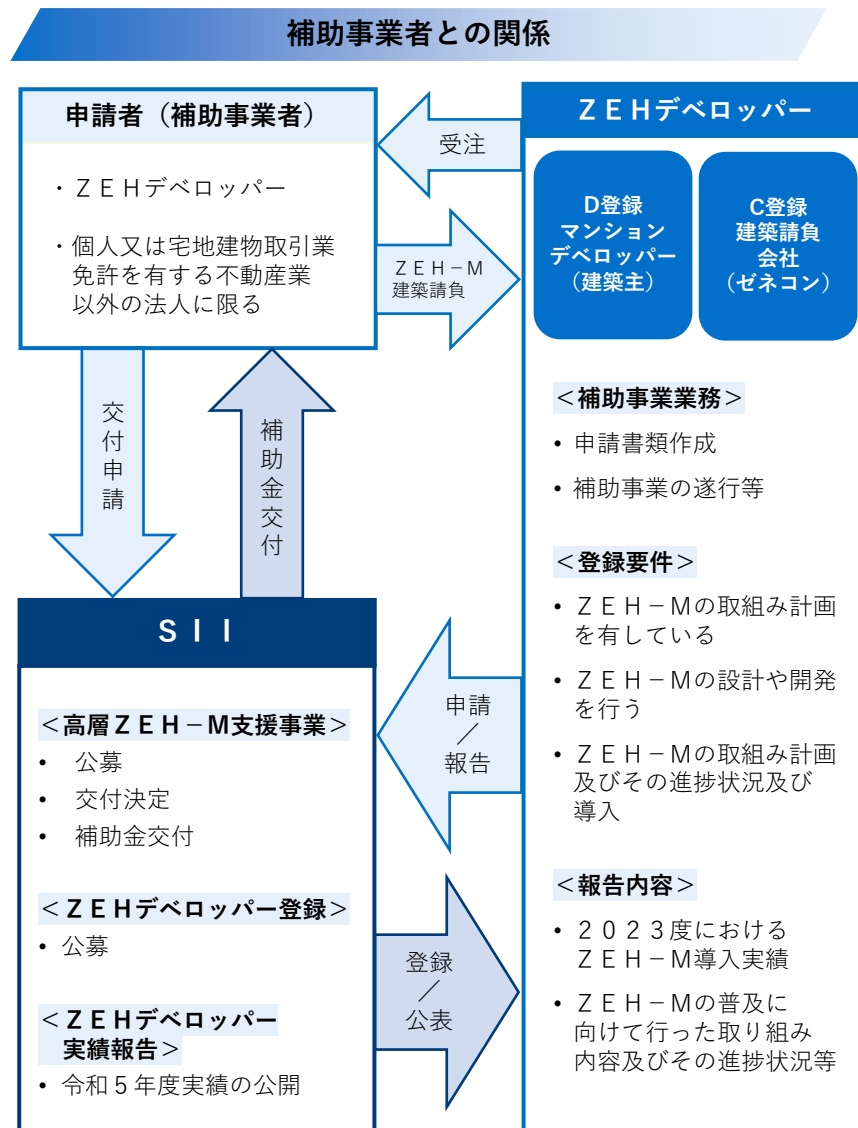 補助事業者との関係
申請者（補助事業者）
・ＺＥＨデベロッパー
・個人又は宅地建物取引業
免許を有する不動産業
以外の法人に限る
受注
ＺＥＨ－Ｍ
建築請負
ＺＥＨデベロッパー
D登録
マンション
デベロッパー
（建築主）
C登録
建築請負
会社
（ゼネコン）
交付申請
補助金交付
＜補助事業業務＞
• 申請書類作成
• 補助事業の遂行等
＜登録要件＞
• ＺＥＨ－Ｍの取組み計画
を有している
• ＺＥＨ－Ｍの設計や開発
を行う
• ＺＥＨ－Ｍの取組み計画
及びその進捗状況及び
導入
＜報告内容＞
• ２０２３度における
ＺＥＨ－Ｍ導入実績
• ＺＥＨ－Ｍの普及に
向けて行った取り組み
内容及びその進捗状況等
ＳＩＩ
＜高層ＺＥＨ－Ｍ支援事業＞
• 公募
• 交付決定
• 補助金交付
＜ＺＥＨデベロッパー登録＞
• 公募
＜ＺＥＨデベロッパー
実績報告＞
• 令和５年度実績の公開
申請
／
報告
登録
／
公表